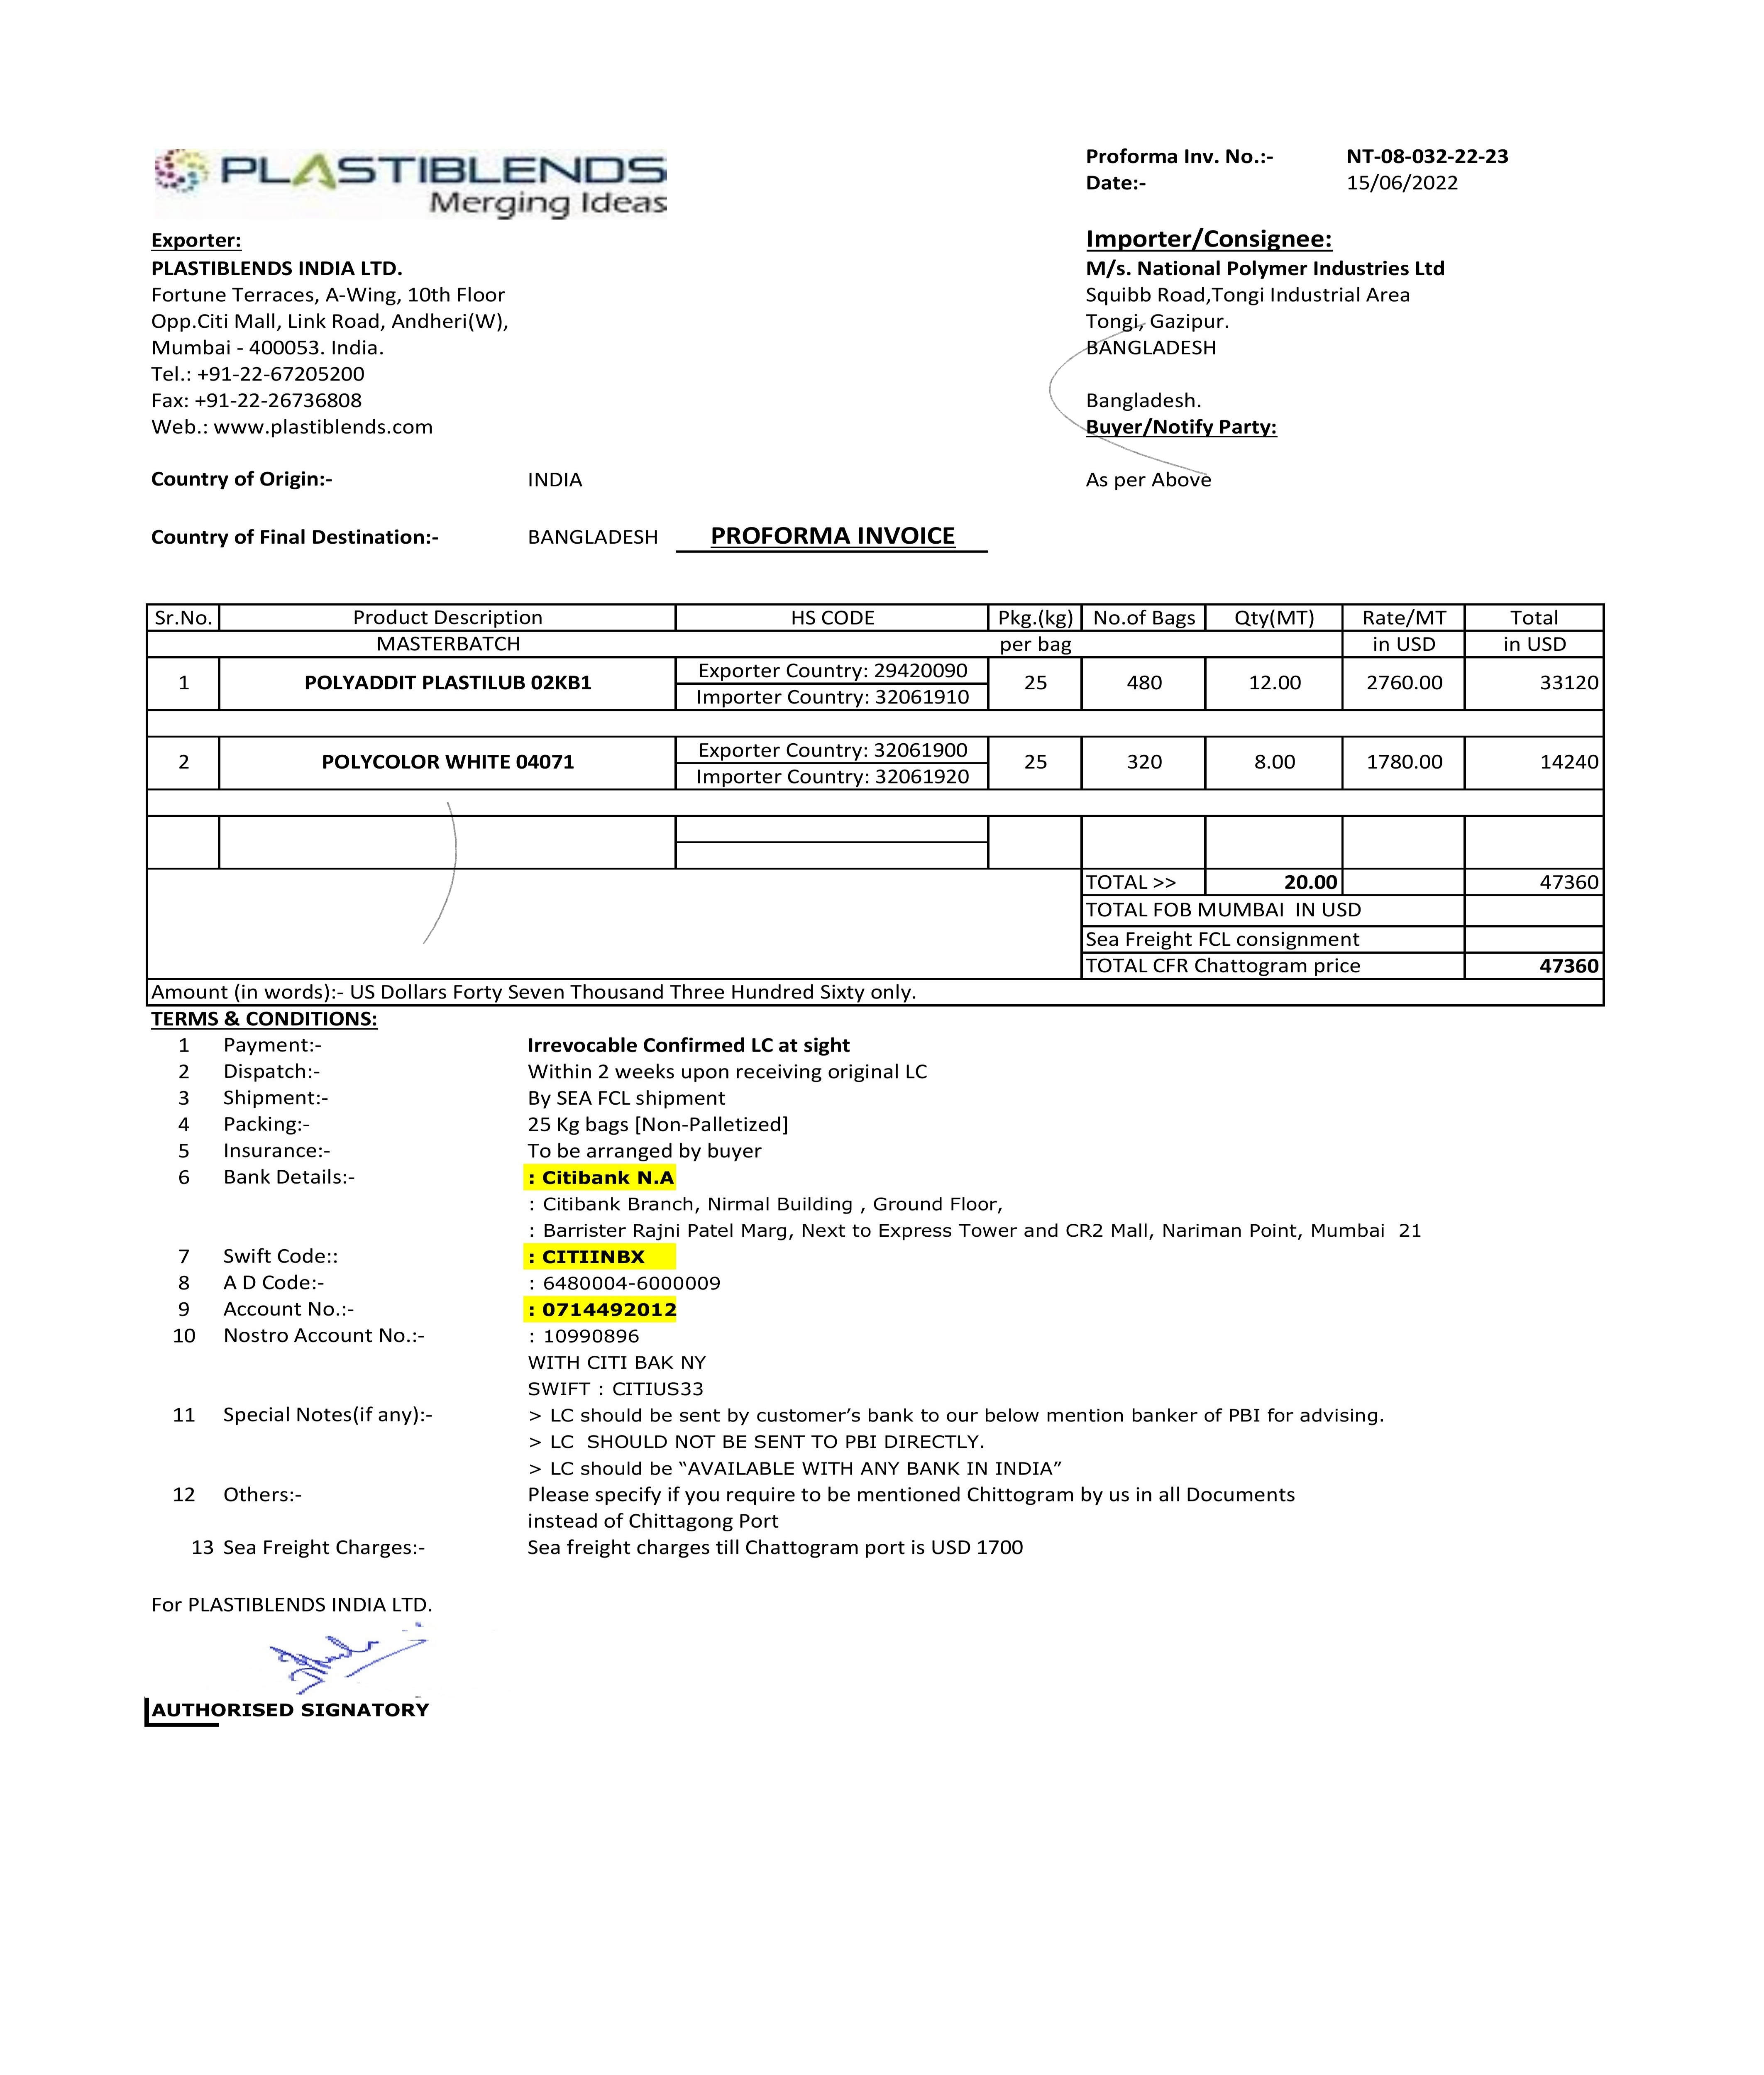 PLASTIBLENDS
Merging Ideas
Proforma Inv. No.:- NT-08-032-22-23
Date:- 15/06/2022
Exporter:
PLASTIBLENDS INDIA LTD.
Fortune Terraces, A-Wing, 10th Floor
Opp.Citi Mall, Link Road, Andheri(W),
Mumbai - 400053. India.
Tel.: +91-22-67205200
Fax: +91-22-26736808
Web.: www.plastiblends.com
Importer/Consignee:
M/s. National Polymer Industries Ltd
Squibb Road,Tongi Industrial Area
Tongi, Gazipur.
BANGLADESH
Bangladesh.
Buyer/Notify Party:
As per Above
Country of Origin:- INDIA
Country of Final Destination:- BANGLADESH
PROFORMA INVOICE
Sr.No. Product Description HS CODE Pkg.(kg) No.of Bags Qty(MT) Rate/MT Total
MASTERBATCH per bag in USD in USD
1 POLYADDIT PLASTILUB 02KB1 Exporter Country: 29420090 25 480 12.00 2760.00 33120
Importer Country: 32061910
2 POLYCOLOR WHITE 04071 Exporter Country: 32061900 25 320 8.00 1780.00 14240
Importer Country: 32061920
TOTAL >> 20.00 47360
TOTAL FOB MUMBAI IN USD
Sea Freight FCL consignment
TOTAL CFR Chattogram price 47360
Amount (in words):- US Dollars Forty Seven Thousand Three Hundred Sixty only.
TERMS & CONDITIONS:
1 Payment:- Irrevocable Confirmed LC at sight
2 Dispatch:- Within 2 weeks upon receiving original LC
3 Shipment:- By SEA FCL shipment
4 Packing:- 25 Kg bags [Non-Palletized]
5 Insurance:- To be arranged by buyer
6 Bank Details:- : Citibank N.A
: Citibank Branch, Nirmal Building , Ground Floor,
: Barrister Rajni Patel Marg, Next to Express Tower and CR2 Mall, Nariman Point, Mumbai 21
7 Swift Code:: : CITIINBX
8 A D Code:- : 6480004-6000009
9 Account No.:- : 0714492012
10 Nostro Account No.:- : 10990896
WITH CITI BAK NY
SWIFT : CITIUS33
11 Special Notes(if any):- > LC should be sent by customer’s bank to our below mention banker of PBI for advising.
> LC SHOULD NOT BE SENT TO PBI DIRECTLY.
> LC should be “AVAILABLE WITH ANY BANK IN INDIA”
12 Others:- Please specify if you require to be mentioned Chittogram by us in all Documents
instead of Chittagong Port
13 Sea Freight Charges:- Sea freight charges till Chattogram port is USD 1700
For PLASTIBLENDS INDIA LTD.
AUTHORISED SIGNATORY